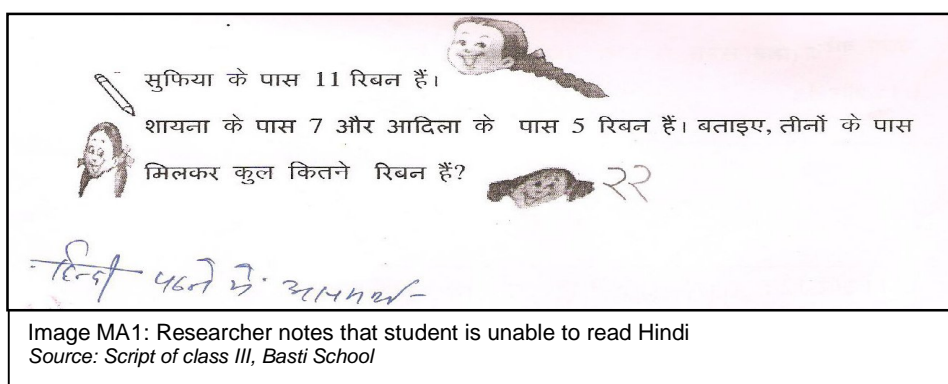 सुफिया के पास 11 रिबन हैं।
शायना के पास 7 और आदिला के पास 5 रिबन हैं। बताइए, तीनों के पास
मिलकर कुल कितने रिबन हैं? २२
हिन्दी पढने में असमर्थ-
Image MA1: Researcher notes that student is unable to read Hindi
Source: Script of class III, Basti School